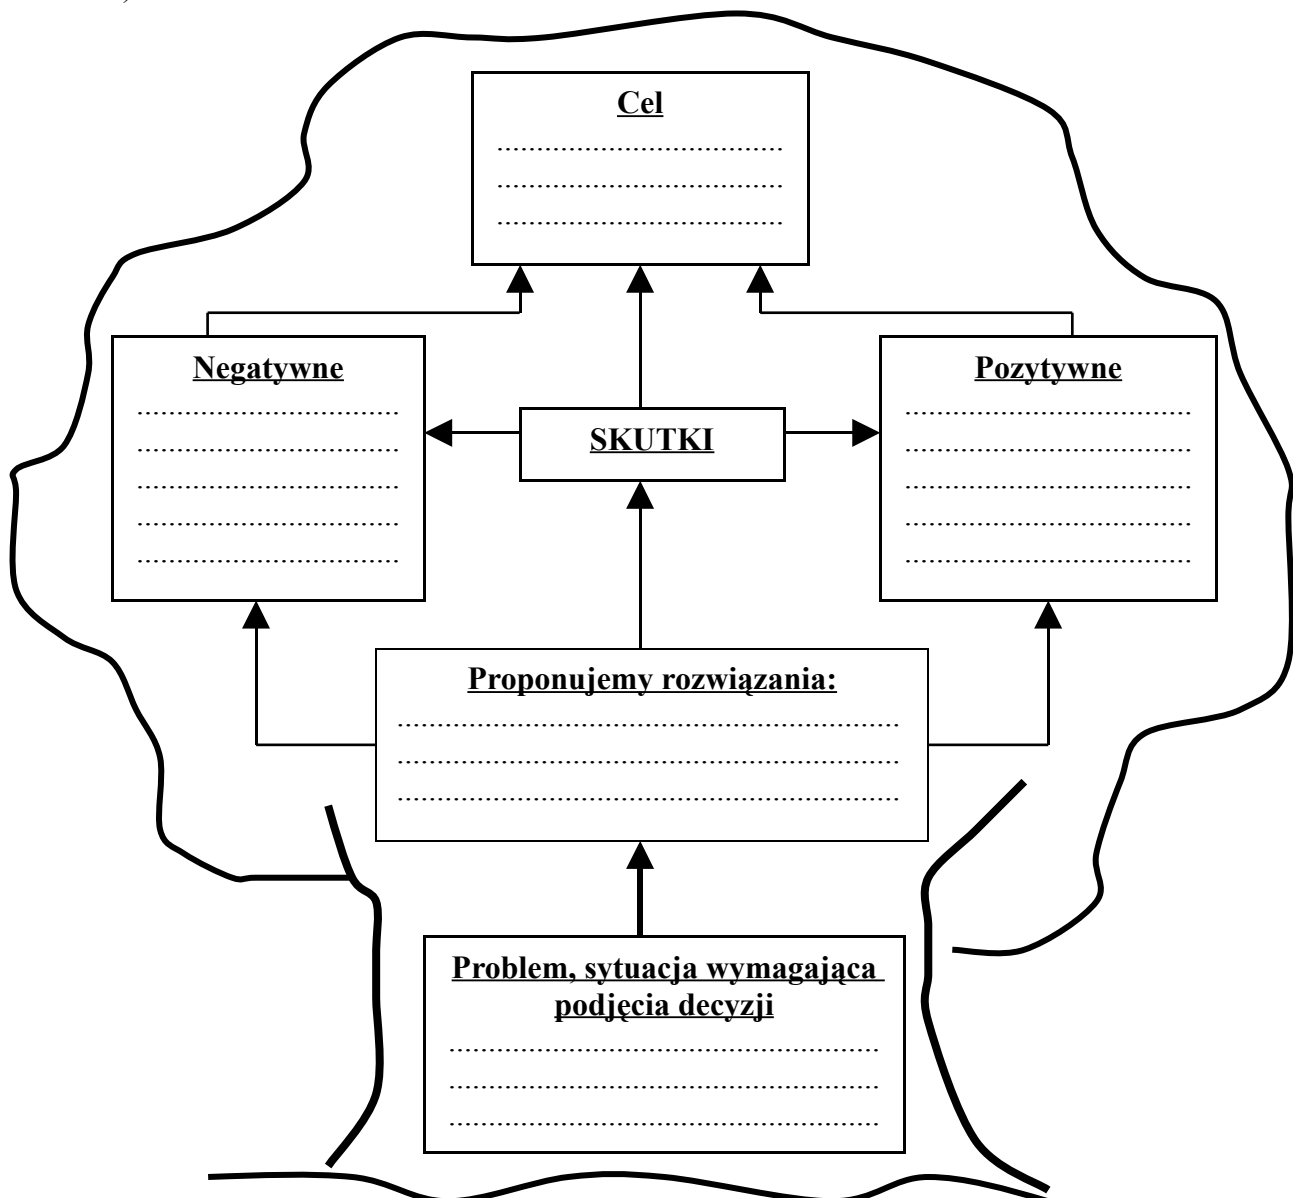 Cel
.............................................
.............................................
.............................................
Negatywne
.........................................
.........................................
.........................................
.........................................
.........................................
Pozytywne
.............................................
.............................................
.............................................
.............................................
.............................................
SKUTKI
Proponujemy rozwiązania:
...............................................................................
...............................................................................
...............................................................................
Problem, sytuacja wymagająca
podjęcia decyzji
...................................................................
...................................................................
...................................................................